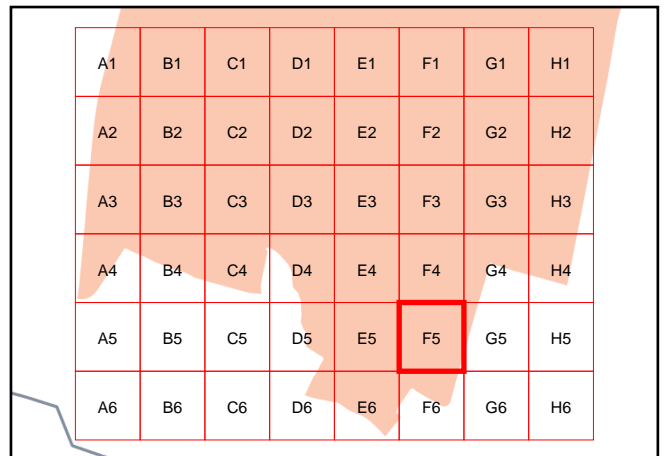 A1 B1 C1 D1 E1 F1 G1 H1
A2 B2 C2 D2 E2 F2 G2 H2
A3 B3 C3 D3 E3 F3 G3 H3
A4 B4 C4 D4 E4 F4 G4 H4
A5 B5 C5 D5 E5 F5 G5 H5
A6 B6 C6 D6 E6 F6 G6 H6